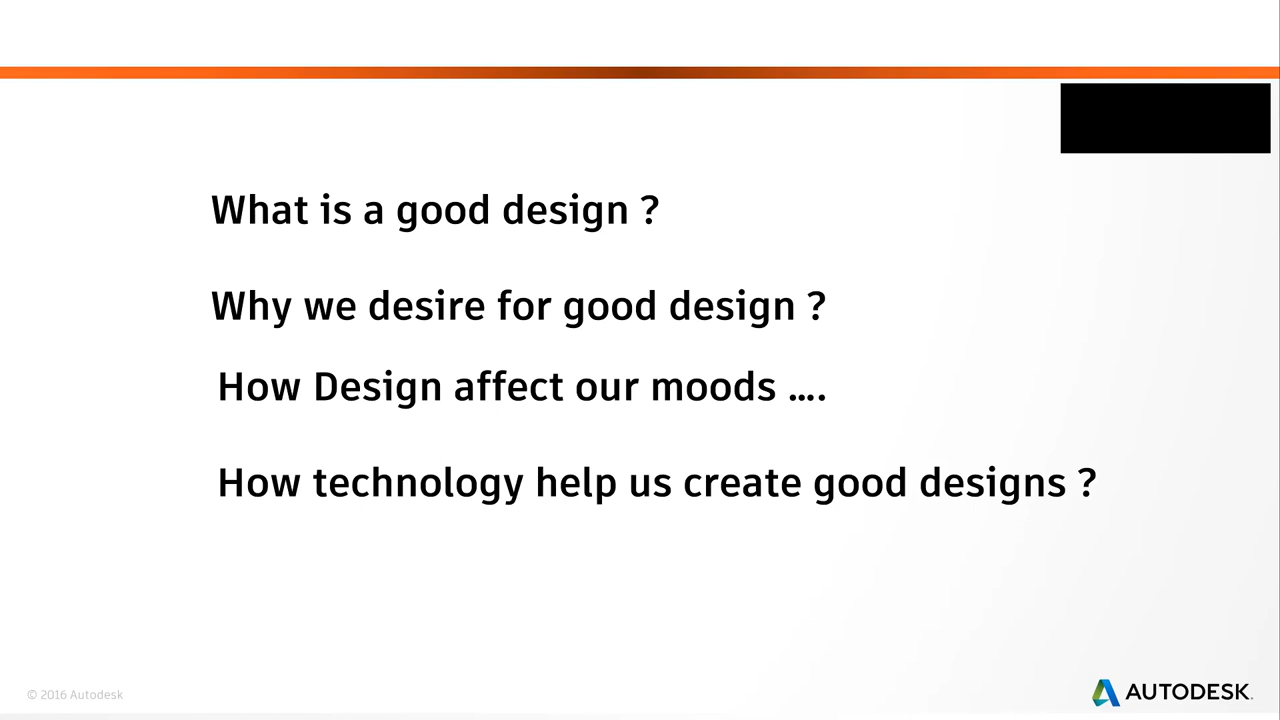 What is a good design ?
Why we desire for good design ?
How Design affect our moods ....
How technology help us create good designs ?
© 2016 Autodesk
AUTODESK.